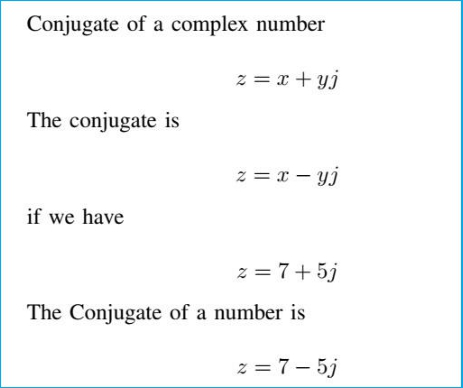 Conjugate of a complex number
z = x + yj
The conjugate is
z = x − yj
if we have
z = 7 + 5j
The Conjugate of a number is
z = 7 − 5j